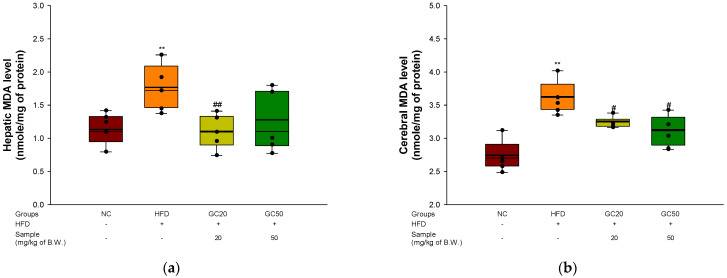 Hepatic MDA level
(nmole/mg of protein)
3.0
2.5
2.0
1.5
1.0
0.5
0.0
**
##
Groups NC HFD GC20 GC50
HFD - + + +
Sample
(mg/kg of B.W.) - - 20 50
(a)
Cerebral MDA level
(nmole/mg of protein)
5.0
4.5
4.0
3.5
3.0
2.5
2.0
**
#
#
Groups NC HFD GC20 GC50
HFD - + + +
Sample
(mg/kg of B.W.) - - 20 50
(b)